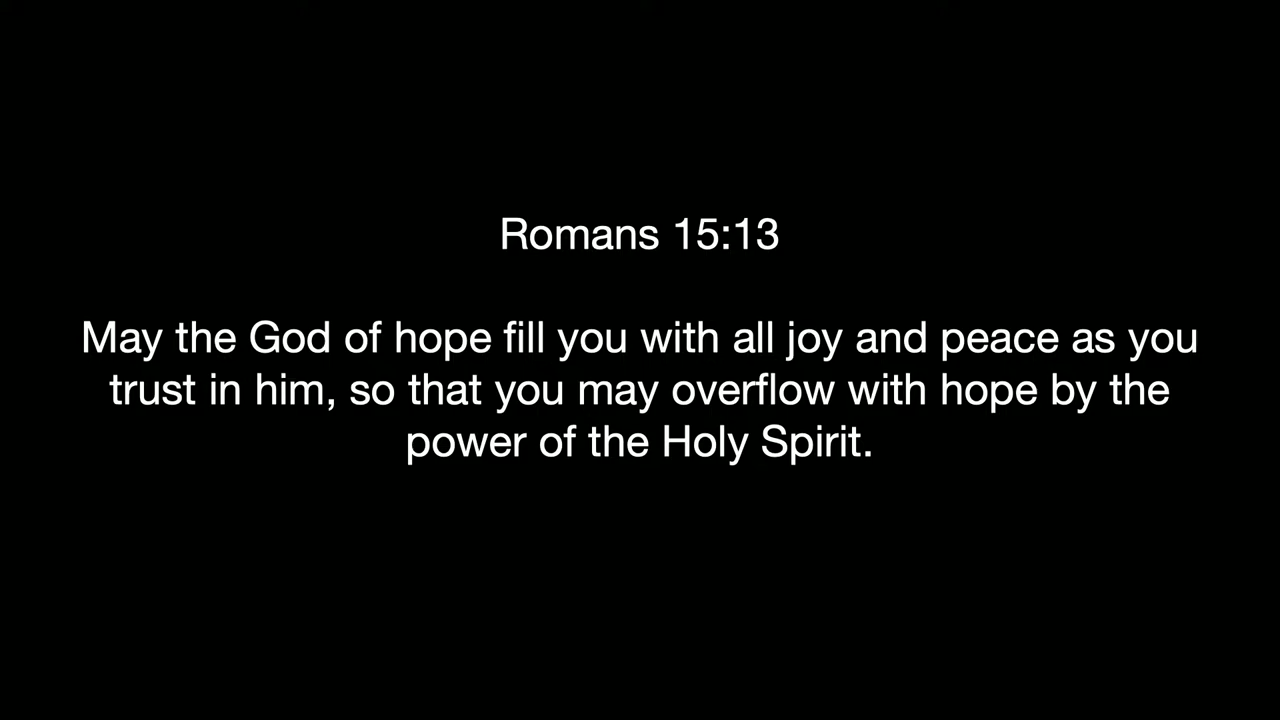 Romans 15:13
May the God of hope fill you with all joy and peace as you
trust in him, so that you may overflow with hope by the
power of the Holy Spirit.